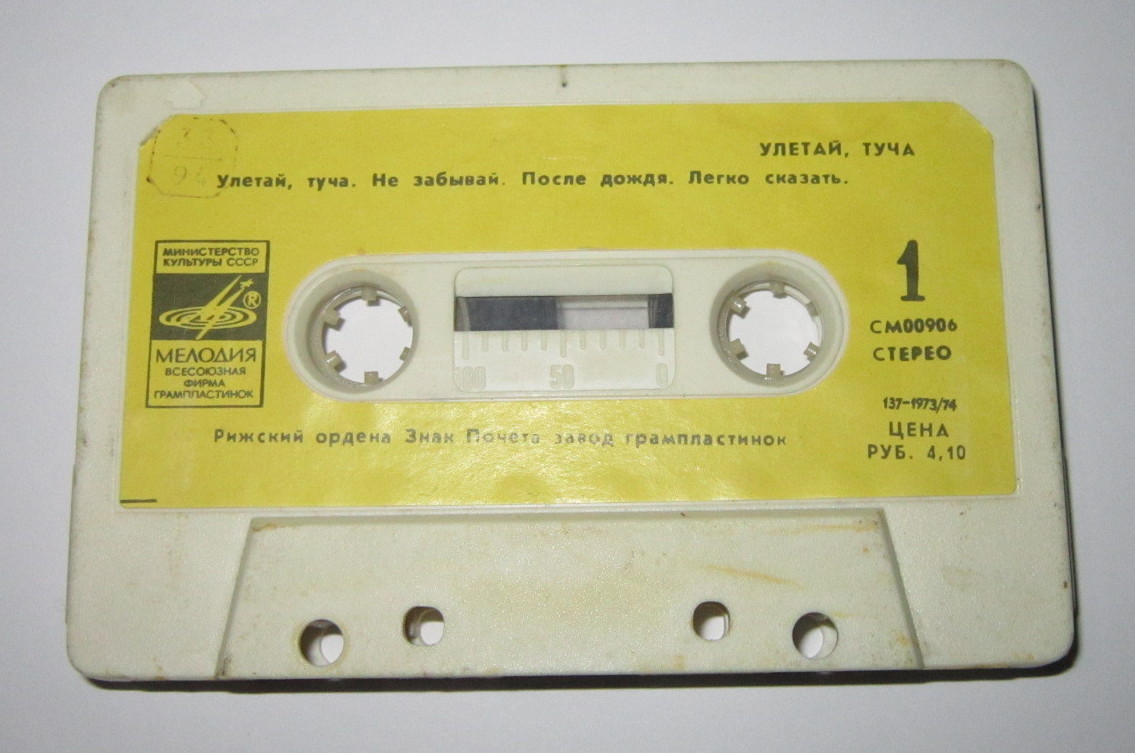 УЛЕТАЙ, ТУЧА
Улетай, туча. Не забывай. После дождя. Легко сказать.
МИНИСТЕРСТВО
КУЛЬТУРЫ СССР
®
МЕЛОДИЯ
ВСЕСОЮЗНАЯ
ФИРМА
ГРАМПЛАСТИНОК
1
СМ00906
СТЕРЕО
100 50 0
137-1973/74
ЦЕНА
РУБ. 4,10
Рижский ордена Знак Почета завод грампластинок